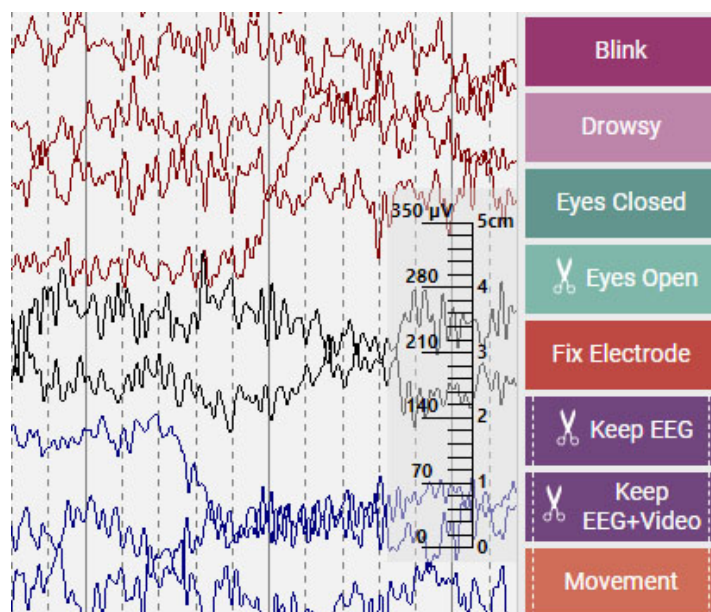 Blink
Drowsy
Eyes Closed
Eyes Open
Fix Electrode
Keep EEG
Keep
EEG+Video
Movement
350 μV
5cm
280
4
210
3
140
2
70
1
0
0